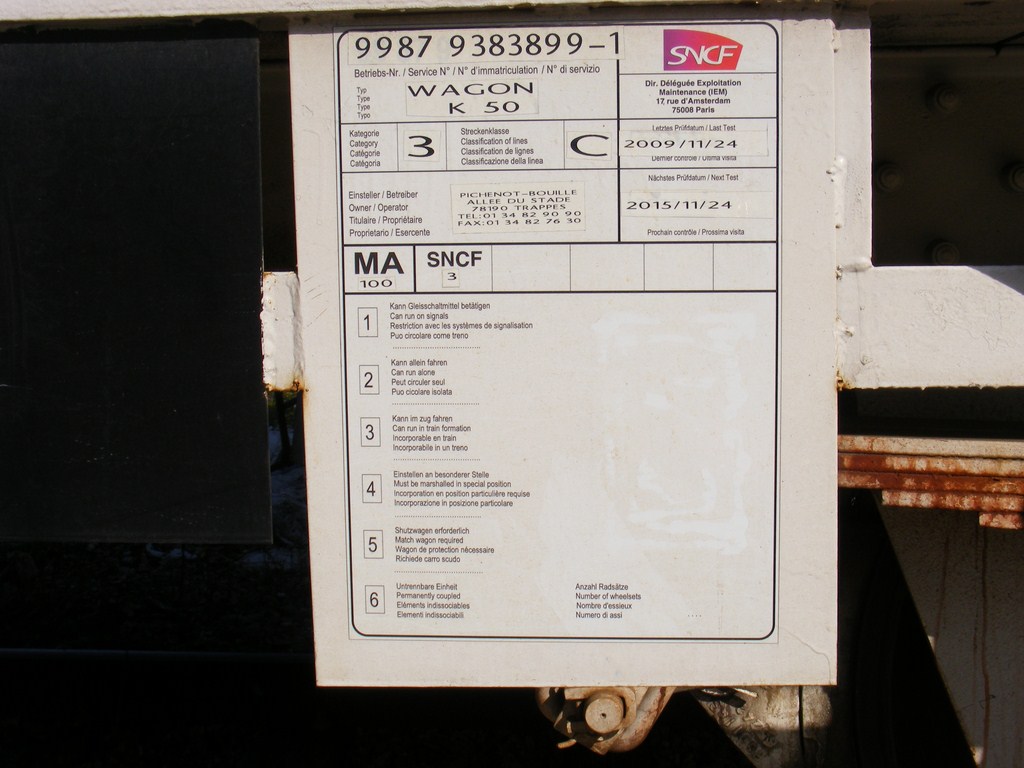 9987 9383899-1
Betriebs-Nr. / Service N° / N° d'immatriculation / N° di servizio
Typ
Type
Type
Typo
WAGON
K 50
SNCF
Dir. Déléguée Exploitation
Maintenance (IEM)
17, rue d'Amsterdam
75008 Paris
Kategorie
Category
Catégorie
Catégoria
3
Streckenklasse
Classification of lines
Classification de lignes
Classificazione della linea
C
Letztes Prüfdatum / Last Test
2009/11/24
Dernier contrôle / Ultima visita
Einsteller / Betreiber
Owner / Operator
Titulaire / Propriétaire
Proprietario / Esercente
PICHENOT-BOUILLE
ALLEE DU STADE
78190 TRAPPES
TEL:01 34 82 90 90
FAX:01 34 82 76 30
Nächstes Prüfdatum / Next Test
2015/11/24
Prochain contrôle / Prossima visita
MA
100
SNCF
3
1
Kann Gleisschaltmittel betätigen
Can run on signals
Restriction avec les systèmes de signalisation
Puo circolare come treno
2
Kann allein fahren
Can run alone
Peut circuler seul
Puo cicolare isolata
3
Kann im zug fahren
Can run in train formation
Incorporable en train
Incorporabile in un treno
4
Einstellen an besonderer Stelle
Must be marshalled in special position
Incorporation en position particulière requise
Incorporazione in posizione particolare
5
Shutzwagen erforderlich
Match wagon required
Wagon de protection nécessaire
Richiede carro scudo
6
Untrennbare Einheit
Permanently coupled
Eléments indissociables
Elementi indissociabili
Anzahl Radsätze
Number of wheelsets
Nombre d'essieux
Numero di assi